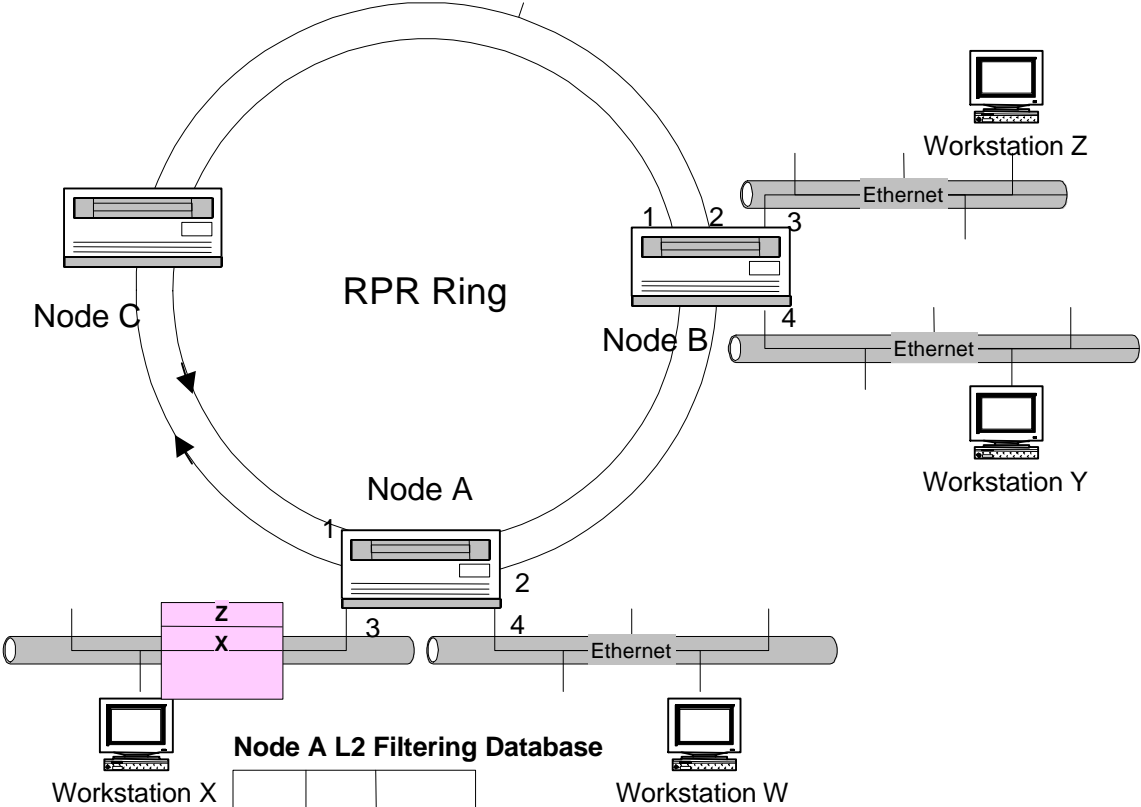 Workstation Z
Ethernet
1
2
3
RPR Ring
Node C
4
Node B
Ethernet
Workstation Y
Node A
1
2
Z
X
3
4
Ethernet
Node A L2 Filtering Database
Workstation X
Workstation W